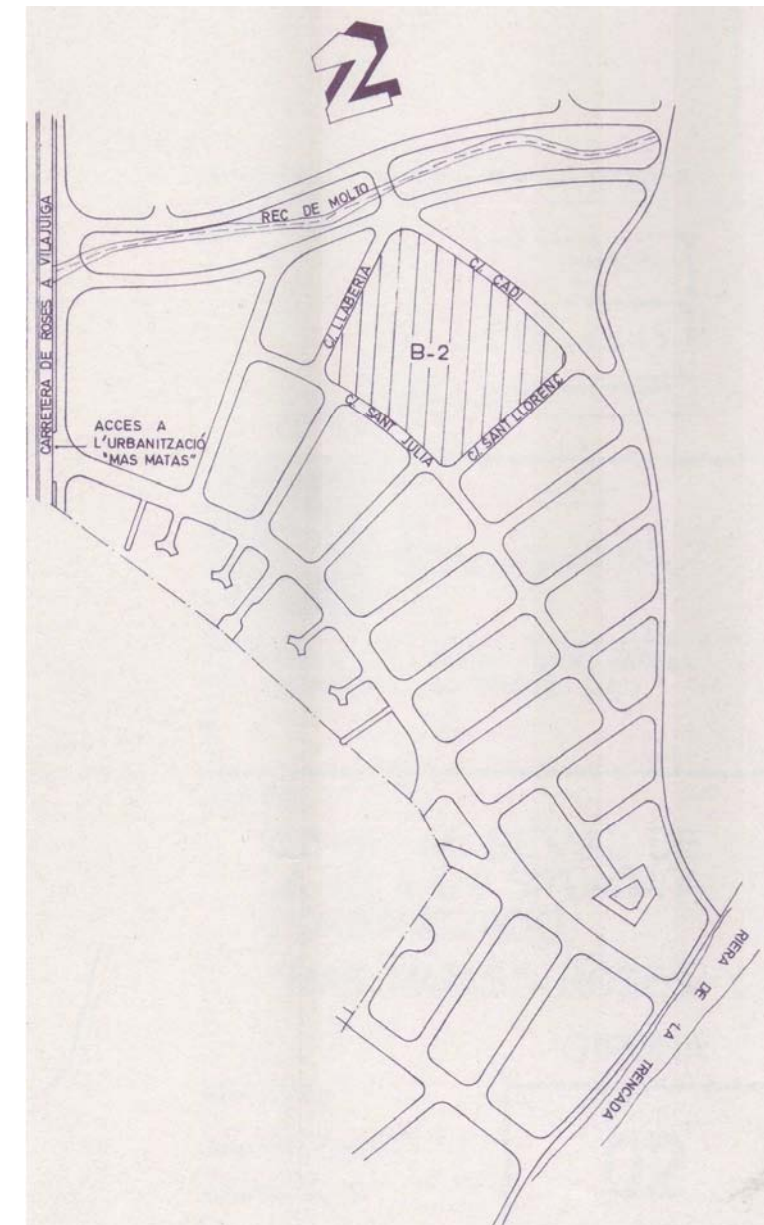 REC DE MOLTO
CARRETERA DE ROSES A VILAJUIGA
C/. LLABERIA
C/. CADI
B-2
C/. SANT JULIA
C/. SANT LLORENÇ
ACCES A
L'URBANITZACIÓ
"MAS MATAS"
RIERA DE LA TRENCADA